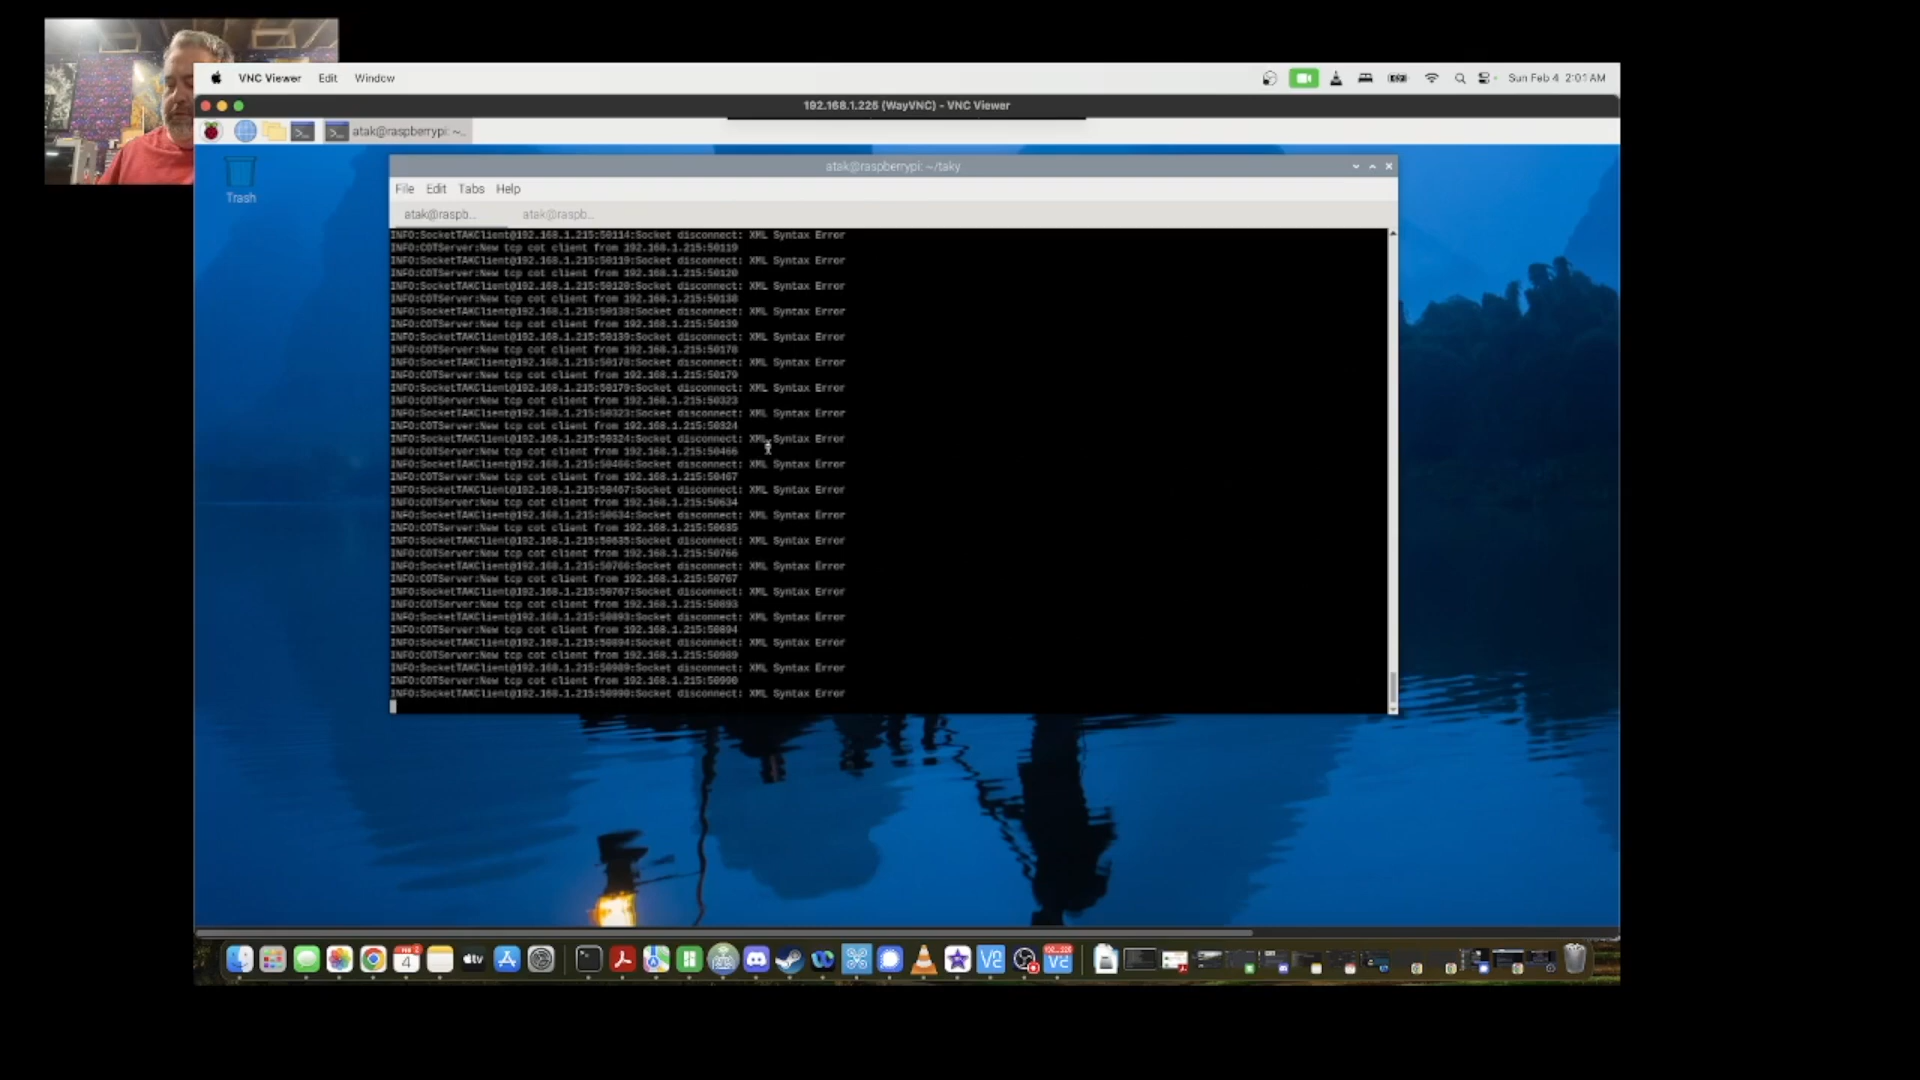 VNC Viewer Edit Window
Sun Feb 4 2:01 AM
192.168.1.225 (WayVNC) - VNC Viewer
atak@raspberrypi: ~..
atak@raspberrypi: ~/taky
Trash
File Edit Tabs Help
atak@raspb... atak@raspb...
INFO:SocketTAKClient@192.168.1.215:50114:Socket disconnect: XML Syntax Error
INFO:COTServer:New tcp cot client from 192.168.1.215:50119
INFO:SocketTAKClient@192.168.1.215:50119:Socket disconnect: XML Syntax Error
INFO:COTServer:New tcp cot client from 192.168.1.215:50120
INFO:SocketTAKClient@192.168.1.215:50120:Socket disconnect: XML Syntax Error
INFO:COTServer:New tcp cot client from 192.168.1.215:50138
INFO:SocketTAKClient@192.168.1.215:50138:Socket disconnect: XML Syntax Error
INFO:COTServer:New tcp cot client from 192.168.1.215:50139
INFO:SocketTAKClient@192.168.1.215:50139:Socket disconnect: XML Syntax Error
INFO:COTServer:New tcp cot client from 192.168.1.215:50178
INFO:SocketTAKClient@192.168.1.215:50178:Socket disconnect: XML Syntax Error
INFO:COTServer:New tcp cot client from 192.168.1.215:50179
INFO:SocketTAKClient@192.168.1.215:50179:Socket disconnect: XML Syntax Error
INFO:COTServer:New tcp cot client from 192.168.1.215:50323
INFO:SocketTAKClient@192.168.1.215:50323:Socket disconnect: XML Syntax Error
INFO:COTServer:New tcp cot client from 192.168.1.215:50324
INFO:SocketTAKClient@192.168.1.215:50324:Socket disconnect: XML Syntax Error
INFO:COTServer:New tcp cot client from 192.168.1.215:50466
INFO:SocketTAKClient@192.168.1.215:50466:Socket disconnect: XML Syntax Error
INFO:COTServer:New tcp cot client from 192.168.1.215:50467
INFO:SocketTAKClient@192.168.1.215:50467:Socket disconnect: XML Syntax Error
INFO:COTServer:New tcp cot client from 192.168.1.215:50634
INFO:SocketTAKClient@192.168.1.215:50634:Socket disconnect: XML Syntax Error
INFO:COTServer:New tcp cot client from 192.168.1.215:50635
INFO:SocketTAKClient@192.168.1.215:50635:Socket disconnect: XML Syntax Error
INFO:COTServer:New tcp cot client from 192.168.1.215:50766
INFO:SocketTAKClient@192.168.1.215:50766:Socket disconnect: XML Syntax Error
INFO:COTServer:New tcp cot client from 192.168.1.215:50767
INFO:SocketTAKClient@192.168.1.215:50767:Socket disconnect: XML Syntax Error
INFO:COTServer:New tcp cot client from 192.168.1.215:50893
INFO:SocketTAKClient@192.168.1.215:50893:Socket disconnect: XML Syntax Error
INFO:COTServer:New tcp cot client from 192.168.1.215:50894
INFO:SocketTAKClient@192.168.1.215:50894:Socket disconnect: XML Syntax Error
INFO:COTServer:New tcp cot client from 192.168.1.215:50989
INFO:SocketTAKClient@192.168.1.215:50989:Socket disconnect: XML Syntax Error
INFO:COTServer:New tcp cot client from 192.168.1.215:50990
INFO:SocketTAKClient@192.168.1.215:50990:Socket disconnect: XML Syntax Error
4
tv